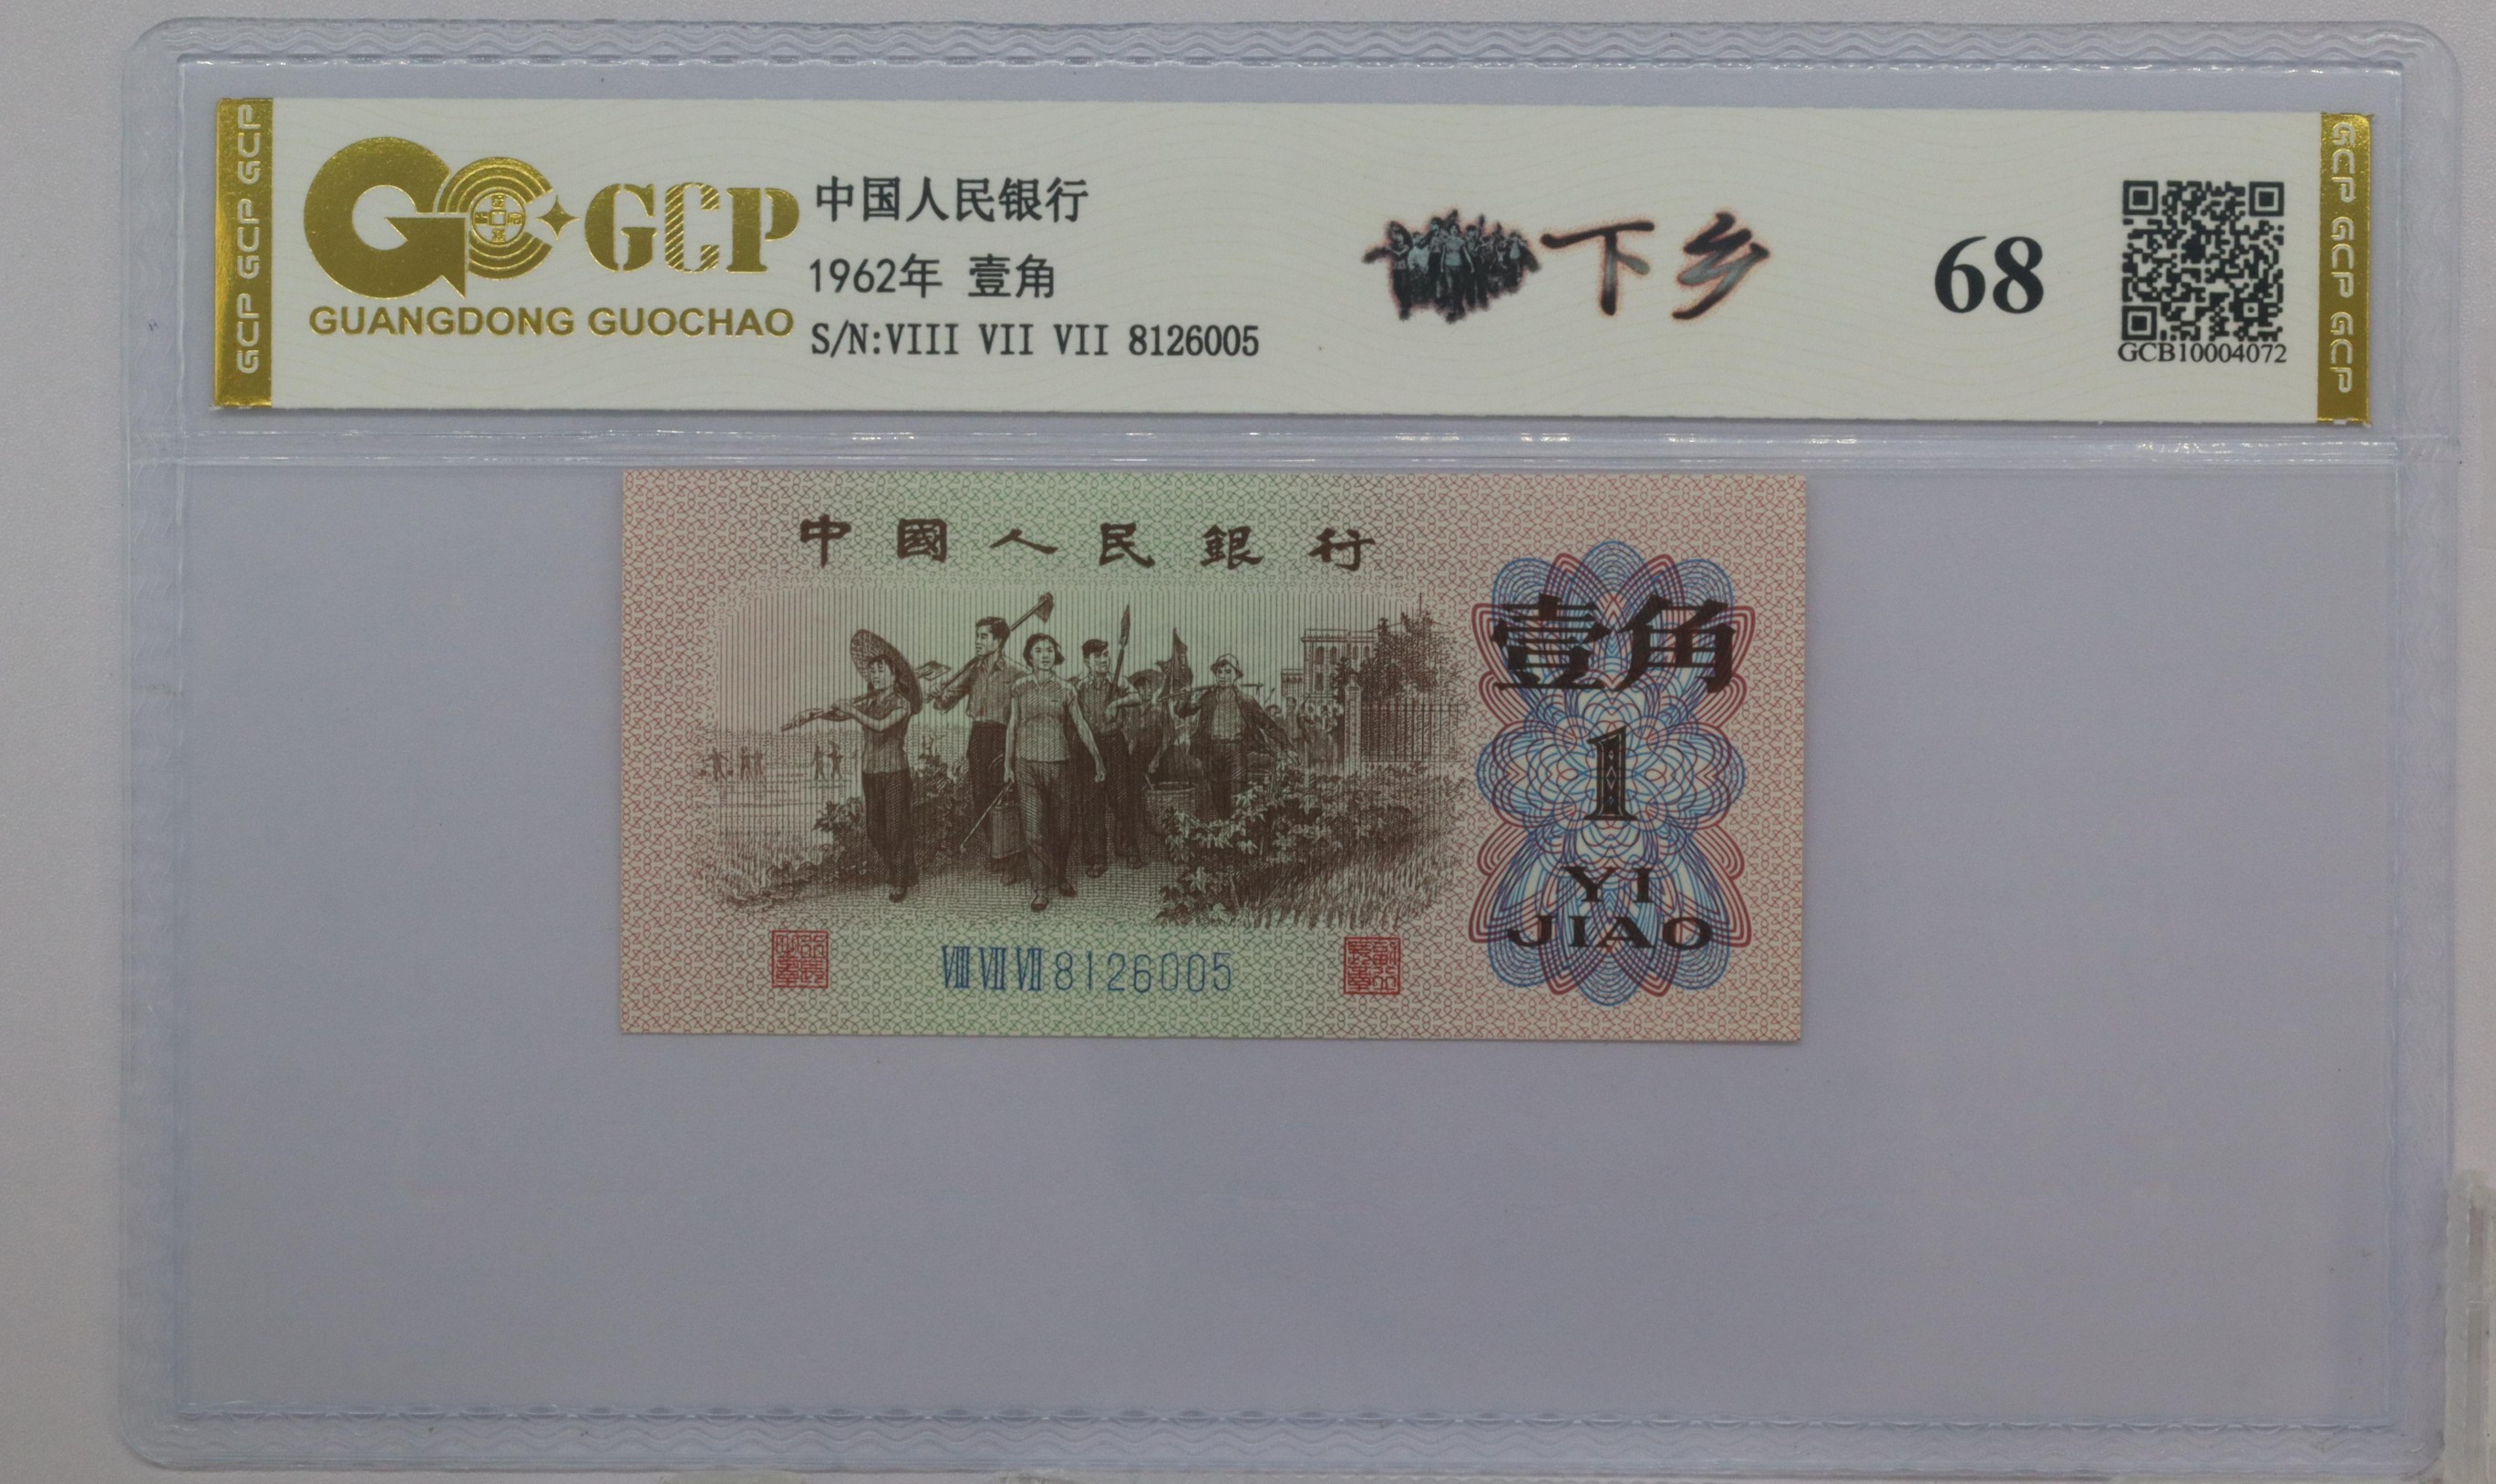 GCP GCP GCP
GCP
GUANGDONG GUOCHAO
中国人民银行
1962年 壹角
S/N:VIII VII VII 8126005
下乡
68
GCB10004072
GCP GCP GCP
中國人民銀行
壹角
1
YI
JIAO
VIII VII VII 8126005